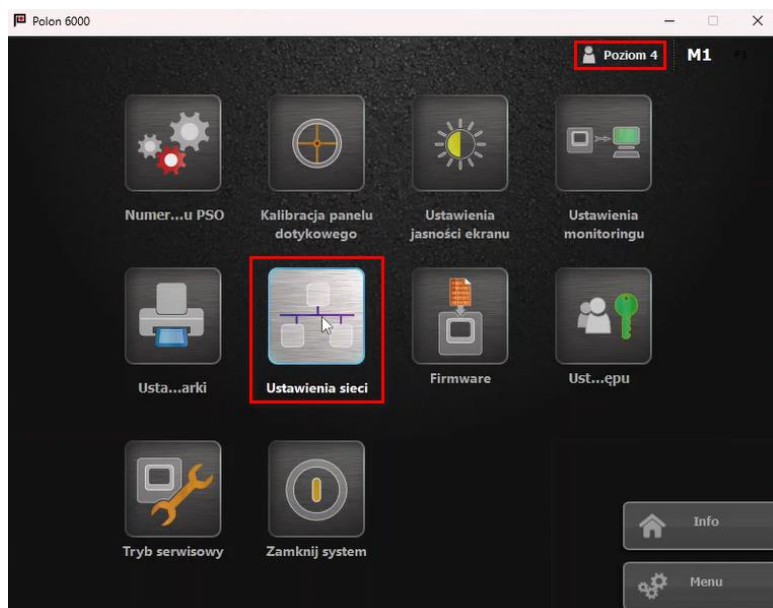 Polon 6000
Poziom 4 M1
Numer...u PSO
Kalibracja panelu
dotykowego
Ustawienia
jasności ekranu
Ustawienia
monitoringu
Usta...arki
Ustawienia sieci
Firmware
Ust...ępu
Tryb serwisowy
Zamknij system
Info
Menu